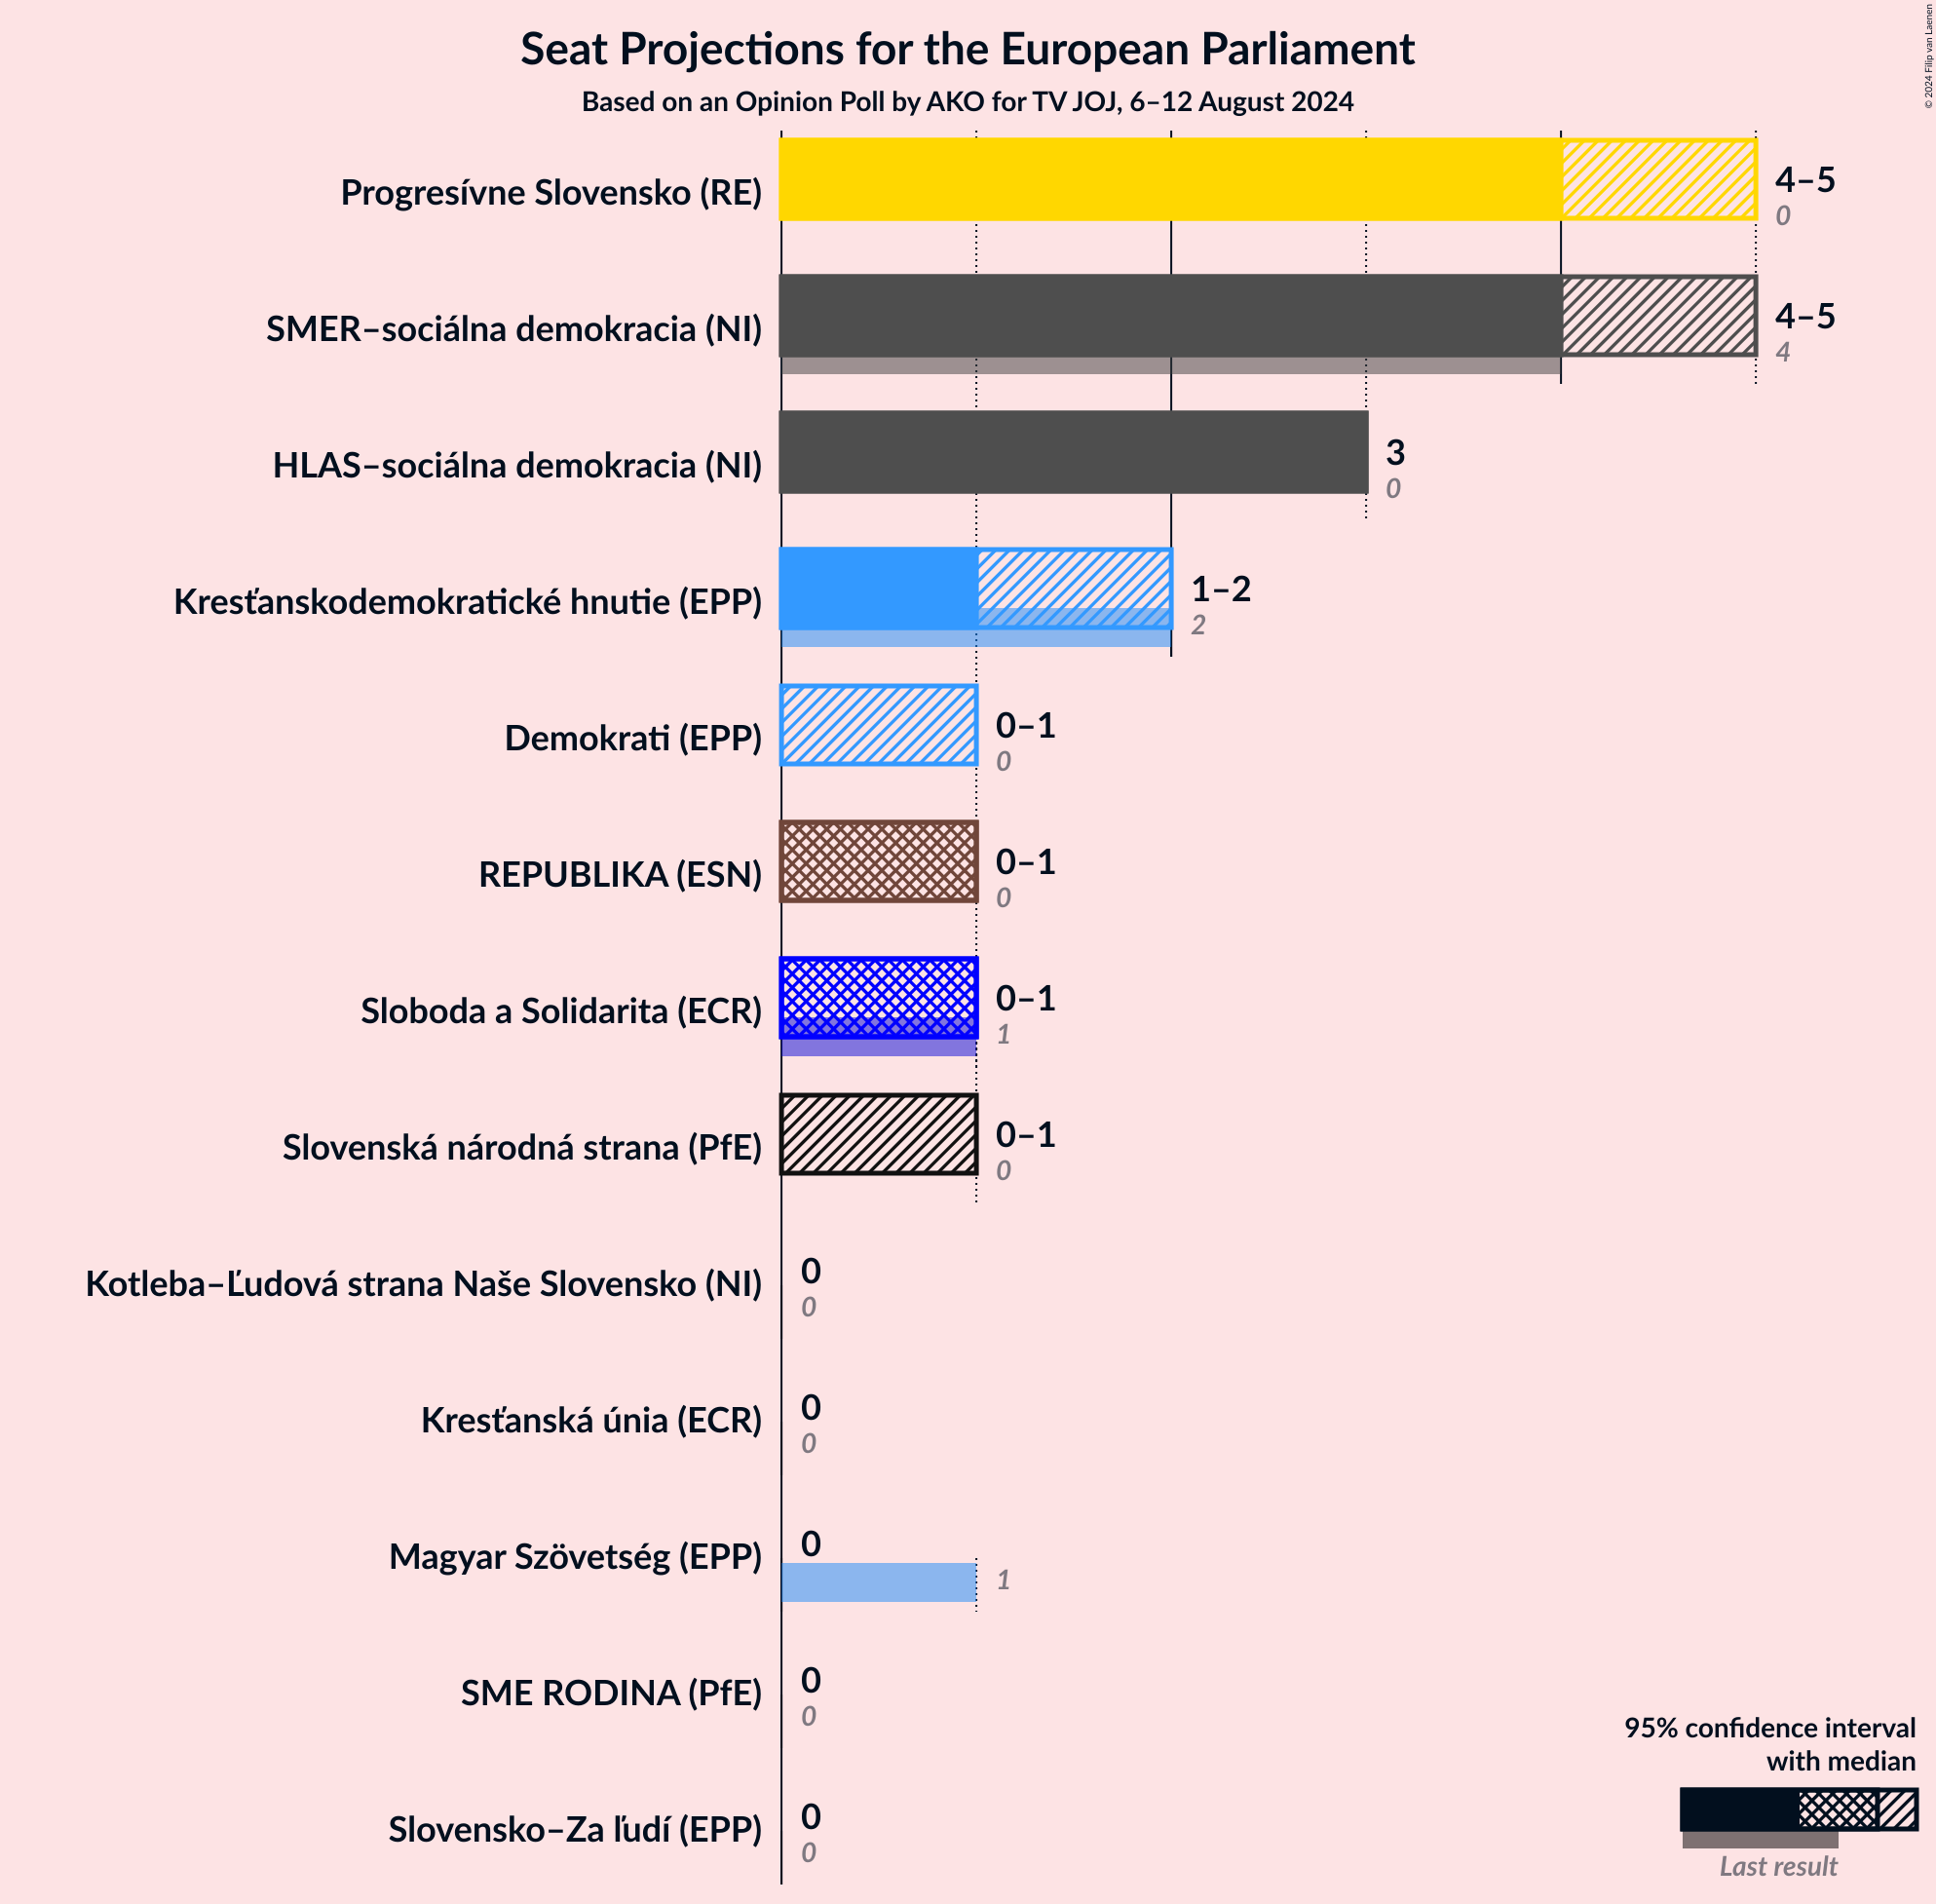 Seat Projections for the European Parliament
Based on an Opinion Poll by AKO for TV JOJ, 6–12 August 2024
© 2024 Filip van Laenen
Progresívne Slovensko (RE)
4–5
0
SMER–sociálna demokracia (NI)
4–5
4
HLAS–sociálna demokracia (NI)
3
0
Kresťanskodemokratické hnutie (EPP)
1–2
2
Demokrati (EPP)
0–1
0
REPUBLIKA (ESN)
0–1
0
Sloboda a Solidarita (ECR)
0–1
1
Slovenská národná strana (PfE)
0–1
0
Kotleba–Ľudová strana Naše Slovensko (NI)
0
0
Kresťanská únia (ECR)
0
0
Magyar Szövetség (EPP)
0
1
SME RODINA (PfE)
0
0
Slovensko–Za ľudí (EPP)
0
0
95% confidence interval
with median
Last result